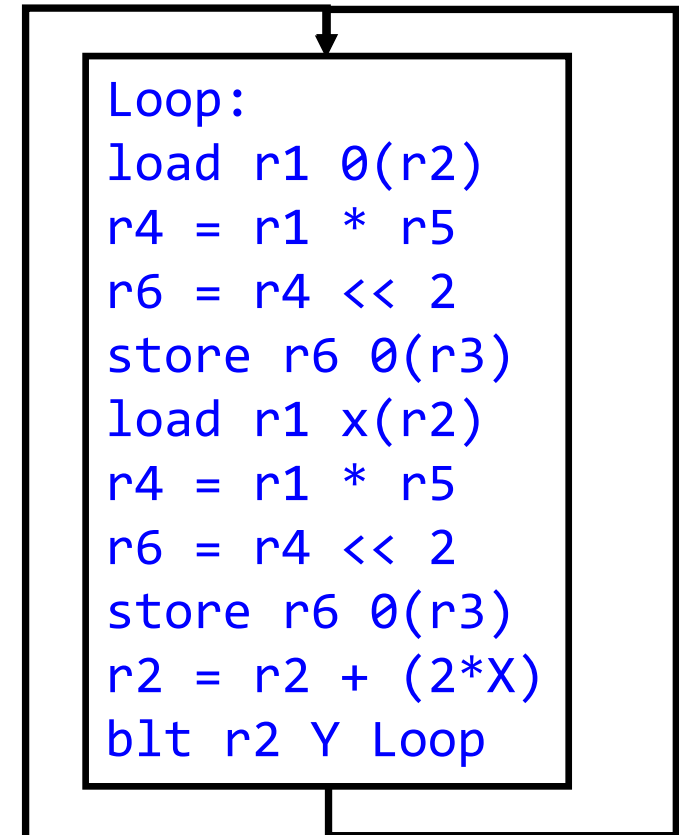 Loop:
load r1 0(r2)
r4 = r1 * r5
r6 = r4 << 2
store r6 0(r3)
load r1 x(r2)
r4 = r1 * r5
r6 = r4 << 2
store r6 0(r3)
r2 = r2 + (2*X)
blt r2 Y Loop